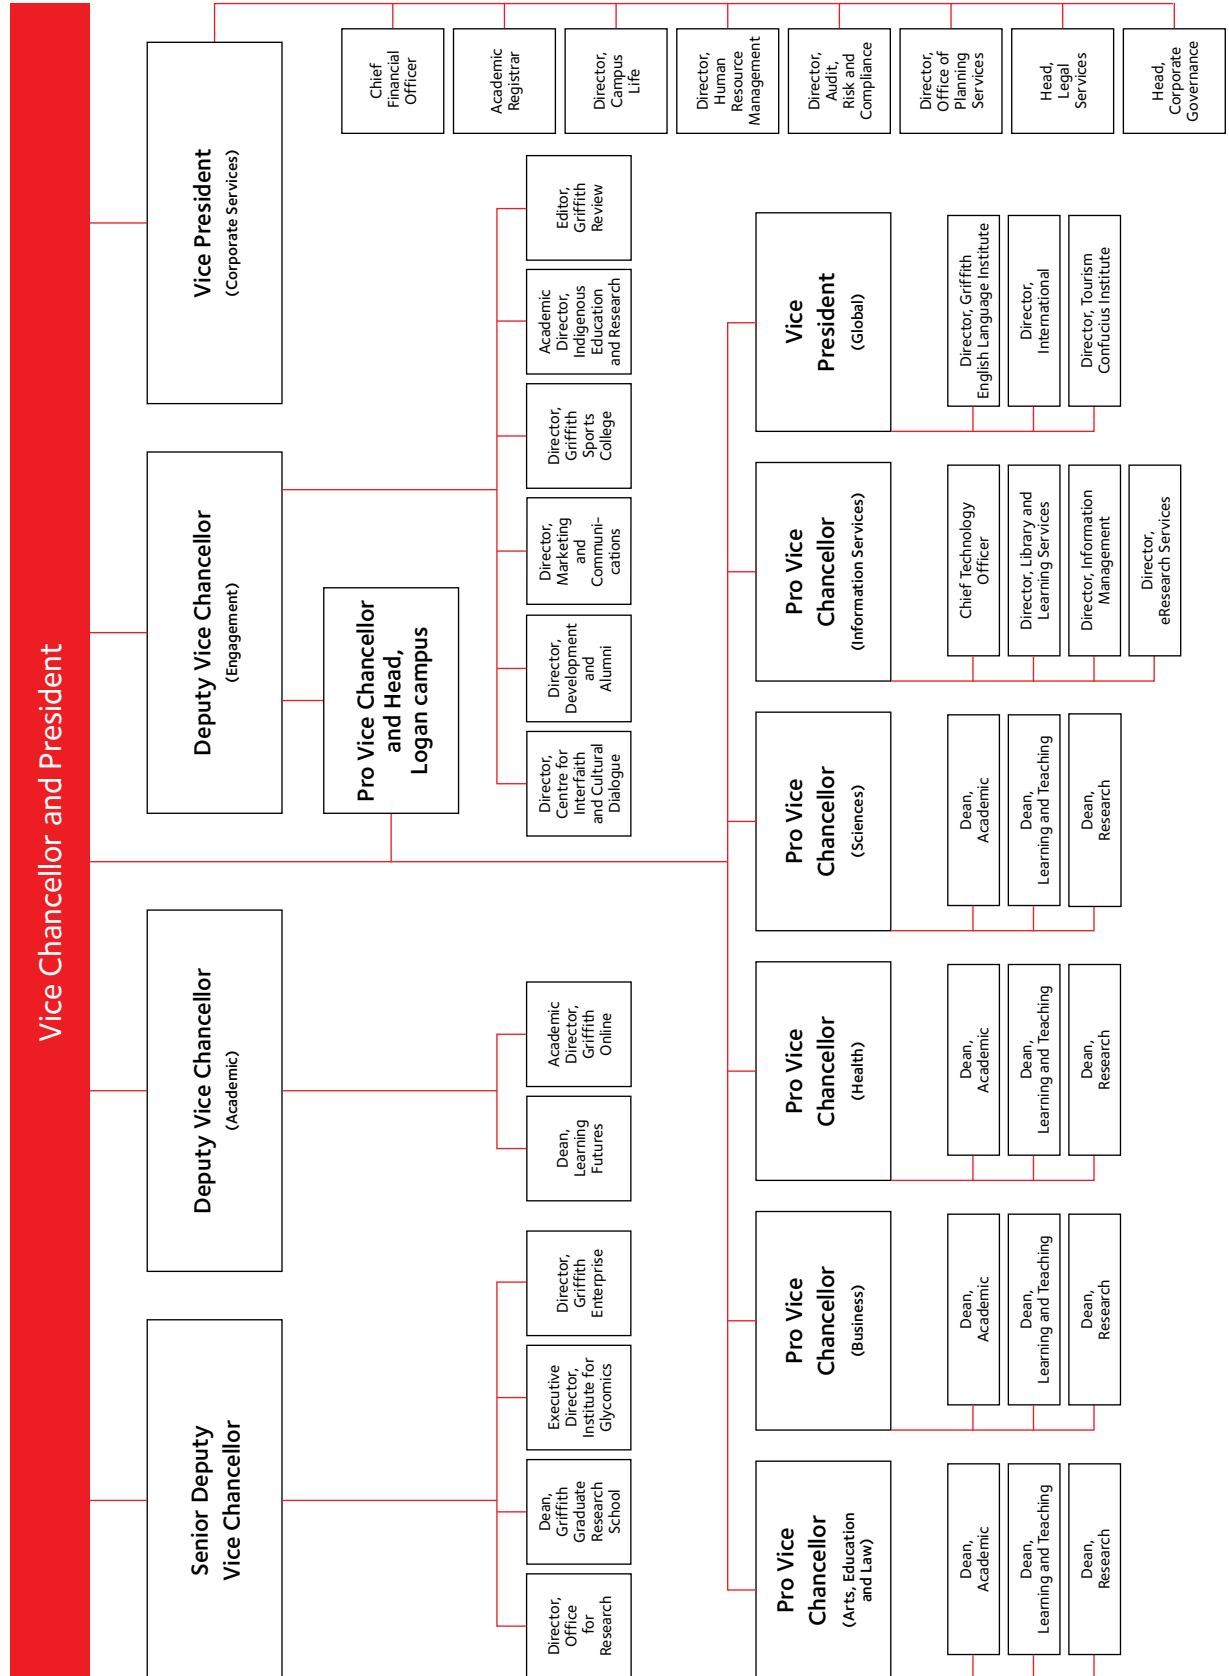 Vice Chancellor and President
Senior Deputy
Vice Chancellor
Deputy Vice Chancellor
(Academic)
Deputy Vice Chancellor
(Engagement)
Vice President
(Corporate Services)
Pro Vice Chancellor
and Head,
Logan campus
Chief
Financial
Officer
Academic
Registrar
Director,
Campus
Life
Director,
Human
Resource
Management
Director,
Audit,
Risk and
Compliance
Director,
Office of
Planning
Services
Head,
Legal
Services
Head,
Corporate
Governance
Director,
Office
for
Research
Dean,
Griffith
Graduate
Research
School
Executive
Director,
Institute for
Glycomics
Director,
Griffith
Enterprise
Dean,
Learning
Futures
Academic
Director,
Griffith
Online
Director,
Centre for
Interfaith
and Cultural
Dialogue
Director,
Development
and
Alumni
Director,
Marketing
and
Communi-
cations
Director,
Griffith
Sports
College
Academic
Director,
Indigenous
Education
and Research
Editor,
Griffith
Review
Pro Vice
Chancellor
(Arts, Education
and Law)
Dean,
Academic
Dean,
Learning and Teaching
Dean,
Research
Pro Vice
Chancellor
(Business)
Dean,
Academic
Dean,
Learning and Teaching
Dean,
Research
Pro Vice
Chancellor
(Health)
Dean,
Academic
Dean,
Learning and Teaching
Dean,
Research
Pro Vice
Chancellor
(Sciences)
Dean,
Academic
Dean,
Learning and Teaching
Dean,
Research
Pro Vice
Chancellor
(Information Services)
Chief Technology
Officer
Director, Library and
Learning Services
Director, Information
Management
Director,
eResearch Services
Vice
President
(Global)
Director, Griffith
English Language Institute
Director,
International
Director, Tourism
Confucius Institute